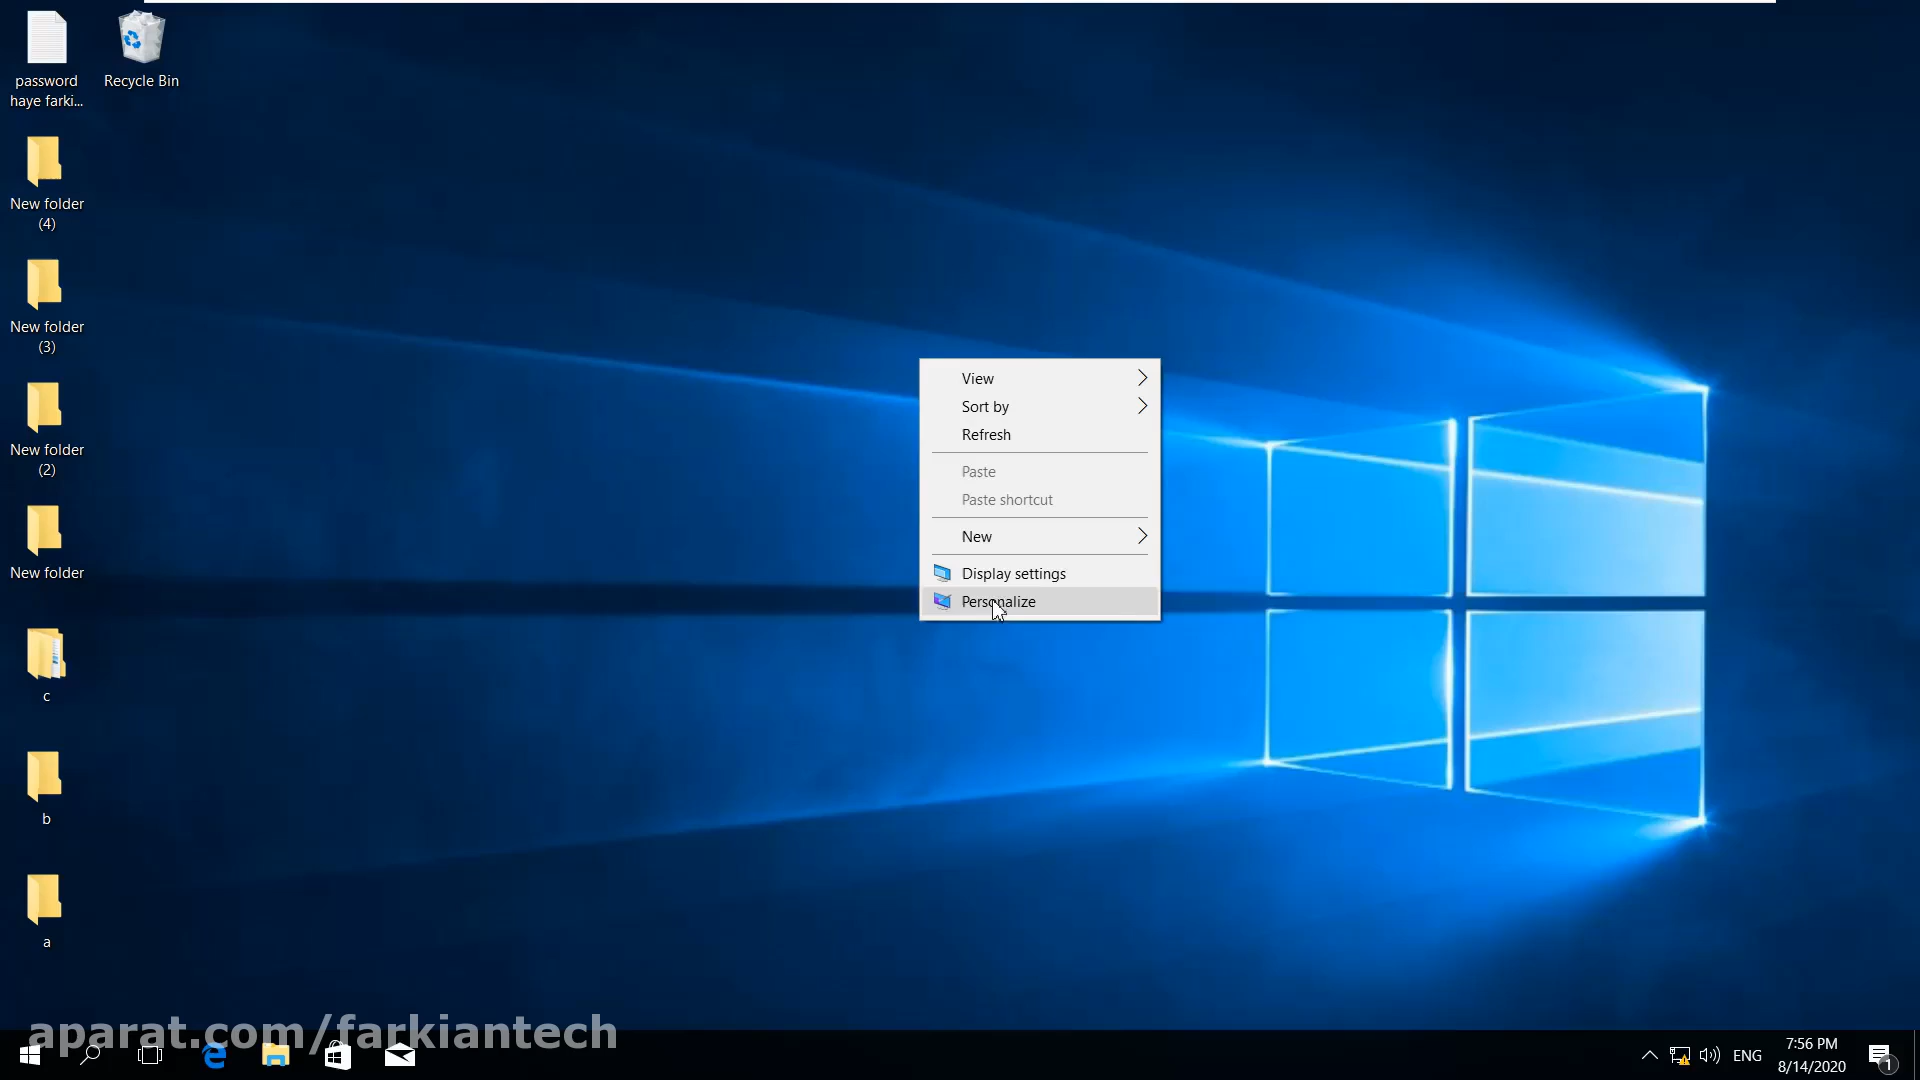 password
haye farki...
Recycle Bin
New folder
(4)
New folder
(3)
New folder
(2)
New folder
c
b
a
View
Sort by
Refresh
Paste
Paste shortcut
New
Display settings
Personalize
aparat.com/farkiantech
ENG
7:56 PM
8/14/2020
1